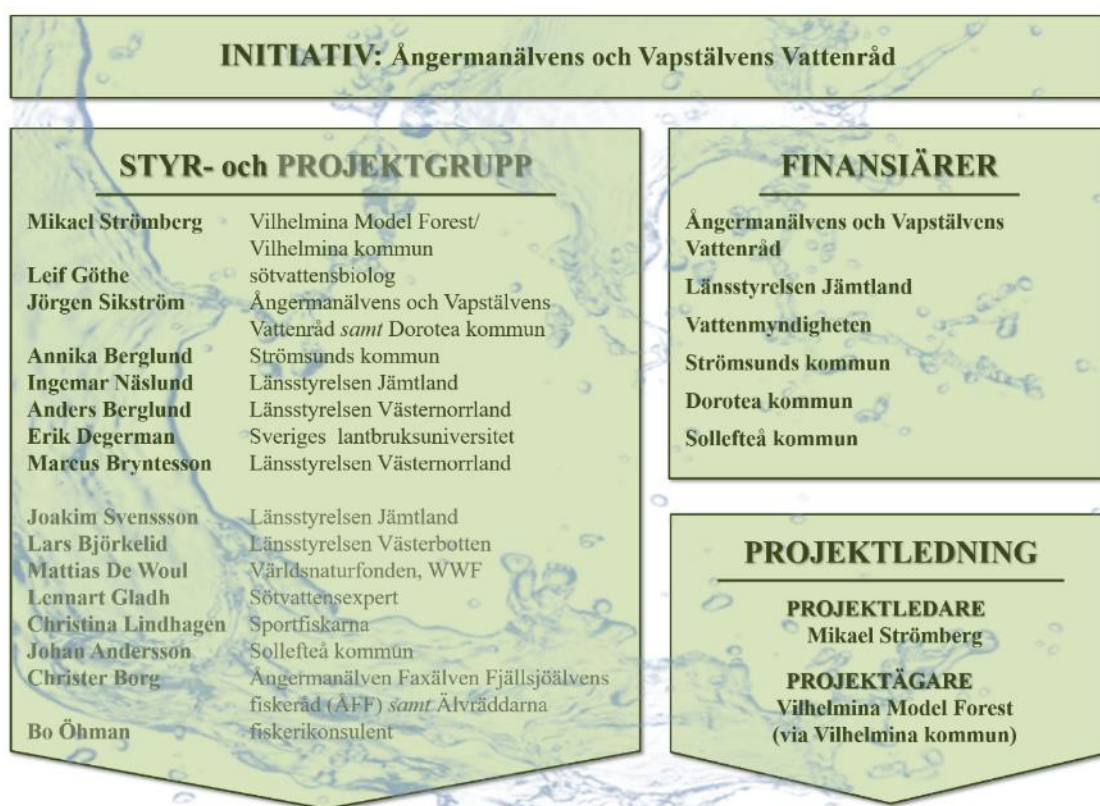 INITIATIV: Ångermanälvens och Vapstälvens Vattenråd
STYR- och PROJEKTGRUPP
Mikael Strömberg Vilhelmina Model Forest/
Vilhelmina kommun
Leif Göthe sötvattensbiolog
Jörgen Sikström Ångermanälvens och Vapstälvens
Vattenråd samt Dorotea kommun
Annika Berglund Strömsunds kommun
Ingemar Näslund Länsstyrelsen Jämtland
Anders Berglund Länsstyrelsen Västernorrland
Erik Degerman Sveriges lantbruksuniversitet
Marcus Bryntesson Länsstyrelsen Västernorrland
Joakim Svenssson Länsstyrelsen Jämtland
Lars Björkelid Länsstyrelsen Västerbotten
Mattias De Woul Världsnaturfonden, WWF
Lennart Gladh Sötvattensexpert
Christina Lindhagen Sportfiskarna
Johan Andersson Sollefteå kommun
Christer Borg Ångermanälven Faxälven Fjällsjöälvens
fiskeråd (ÅFF) samt Älvräddarna
Bo Öhman fiskerikonsulent
FINANSIÄRER
Ångermanälvens och Vapstälvens
Vattenråd
Länsstyrelsen Jämtland
Vattenmyndigheten
Strömsunds kommun
Dorotea kommun
Sollefteå kommun
PROJEKTLEDNING
PROJEKTLEDARE
Mikael Strömberg
PROJEKTÄGARE
Vilhelmina Model Forest
(via Vilhelmina kommun)